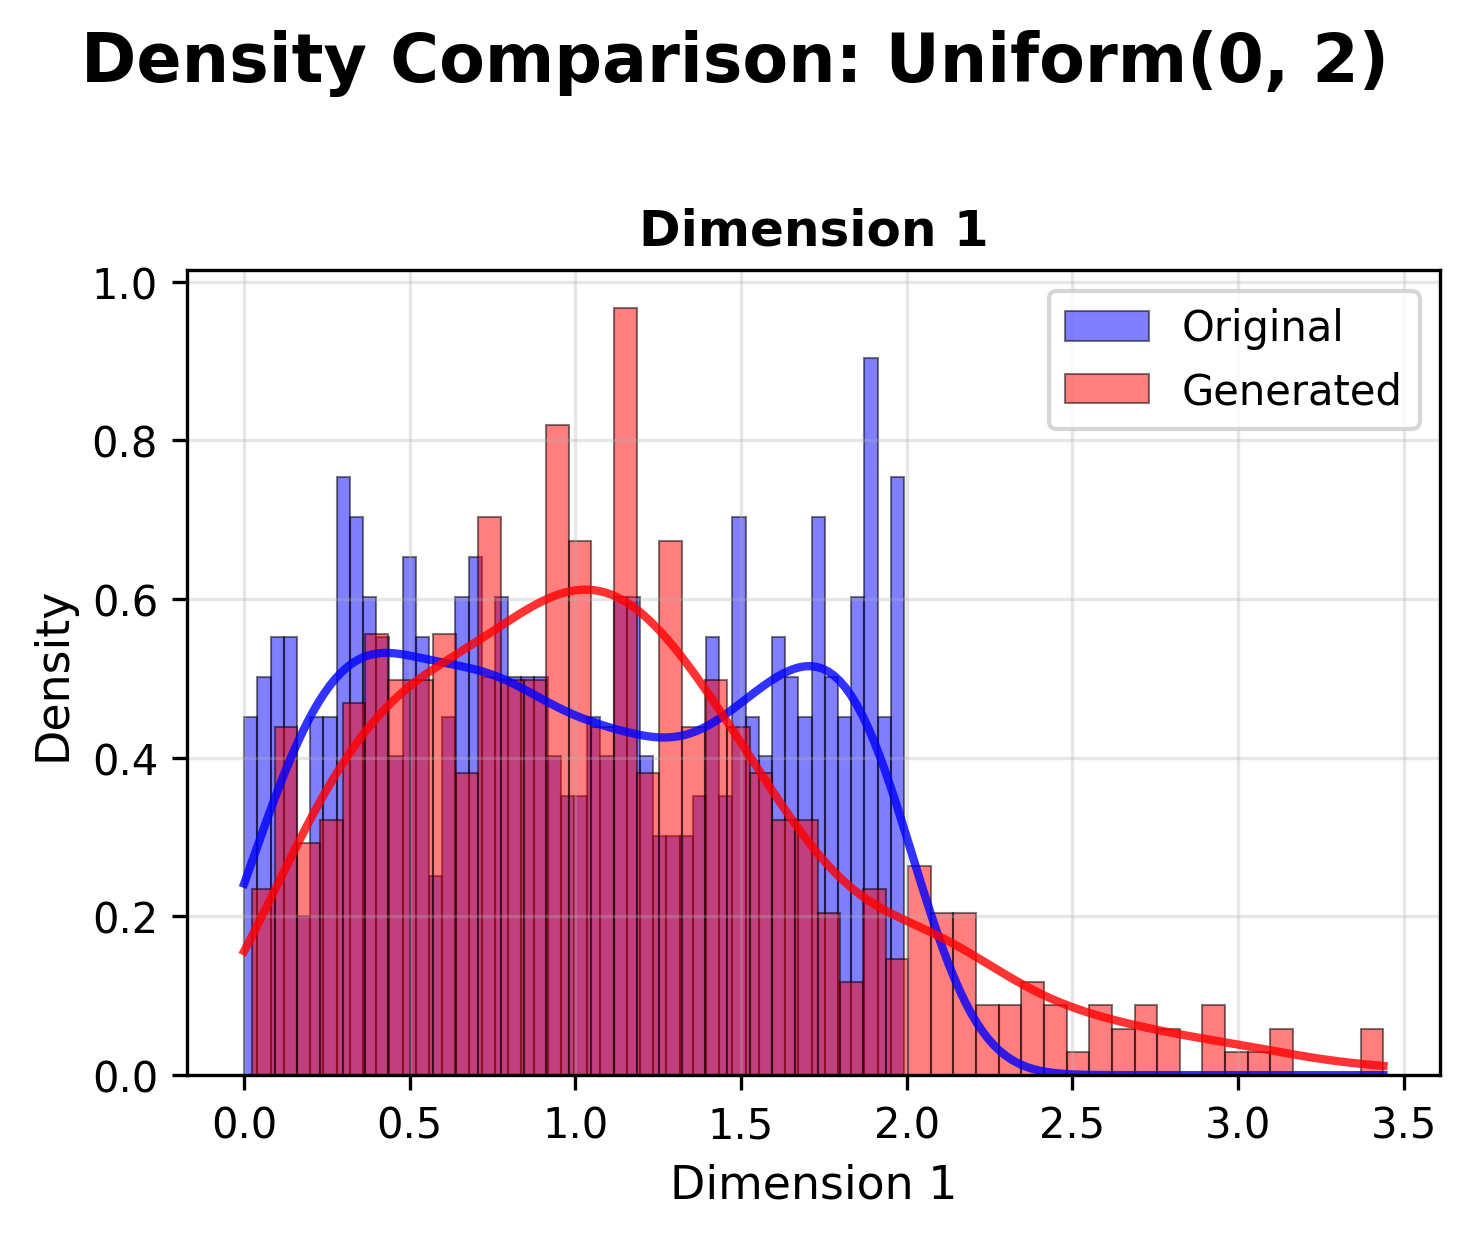 Density Comparison: Uniform(0, 2)
Dimension 1
Original
Generated
Density
1.0
0.8
0.6
0.4
0.2
0.0
0.0 0.5 1.0 1.5 2.0 2.5 3.0 3.5
Dimension 1